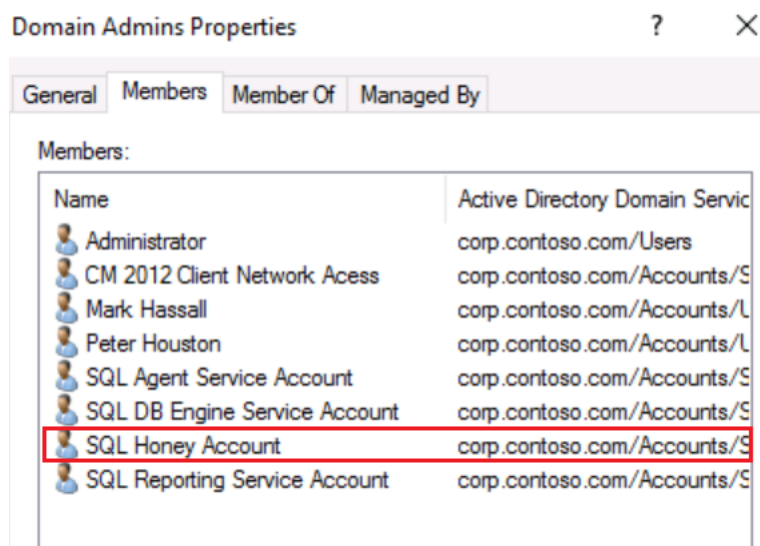 Domain Admins Properties ? ×
General Members Member Of Managed By
Members:
Name Active Directory Domain Servic
Administrator corp.contoso.com/Users
CM 2012 Client Network Acess corp.contoso.com/Accounts/S
Mark Hassall corp.contoso.com/Accounts/U
Peter Houston corp.contoso.com/Accounts/U
SQL Agent Service Account corp.contoso.com/Accounts/S
SQL DB Engine Service Account corp.contoso.com/Accounts/S
SQL Honey Account corp.contoso.com/Accounts/S
SQL Reporting Service Account corp.contoso.com/Accounts/S